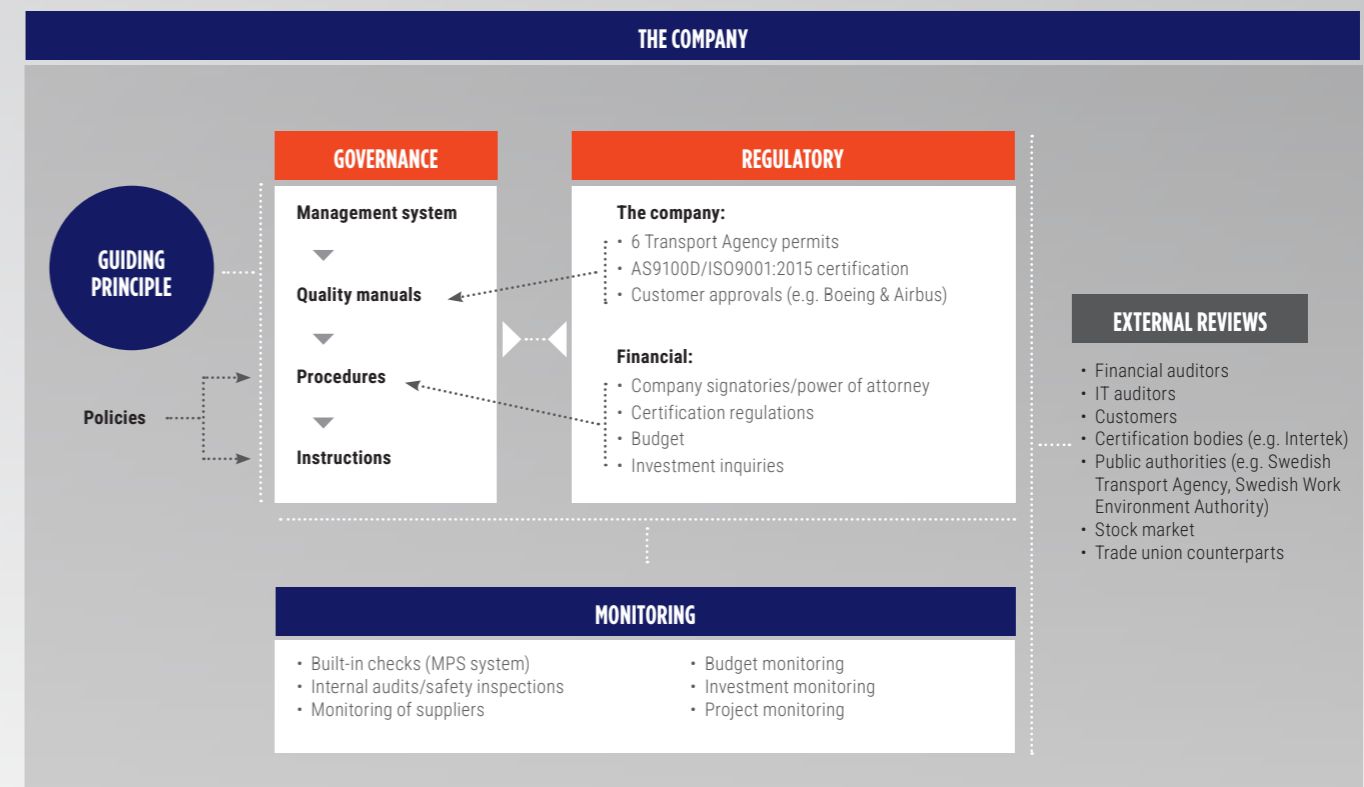 THE COMPANY
GUIDING
PRINCIPLE
Policies
GOVERNANCE
Management system
Quality manuals
Procedures
Instructions
REGULATORY
The company:
• 6 Transport Agency permits
• AS9100D/ISO9001:2015 certification
• Customer approvals (e.g. Boeing & Airbus)
Financial:
• Company signatories/power of attorney
• Certification regulations
• Budget
• Investment inquiries
EXTERNAL REVIEWS
• Financial auditors
• IT auditors
• Customers
• Certification bodies (e.g. Intertek)
• Public authorities (e.g. Swedish
Transport Agency, Swedish Work
Environment Authority)
• Stock market
• Trade union counterparts
MONITORING
• Built-in checks (MPS system)
• Internal audits/safety inspections
• Monitoring of suppliers
• Budget monitoring
• Investment monitoring
• Project monitoring